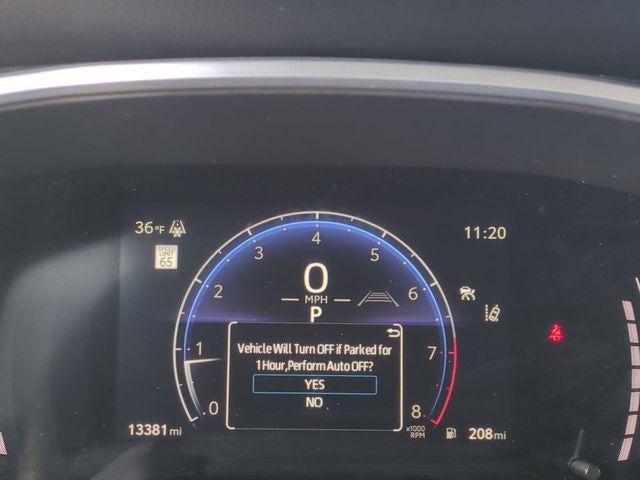 36°F
11:20
SPEED
LIMIT
65
4
3
5
2
6
0
MPH
P
1
7
Vehicle Will Turn OFF if Parked for
1 Hour,Perform Auto OFF?
YES
NO
0
8
x1000
RPM
13381 mi
208mi